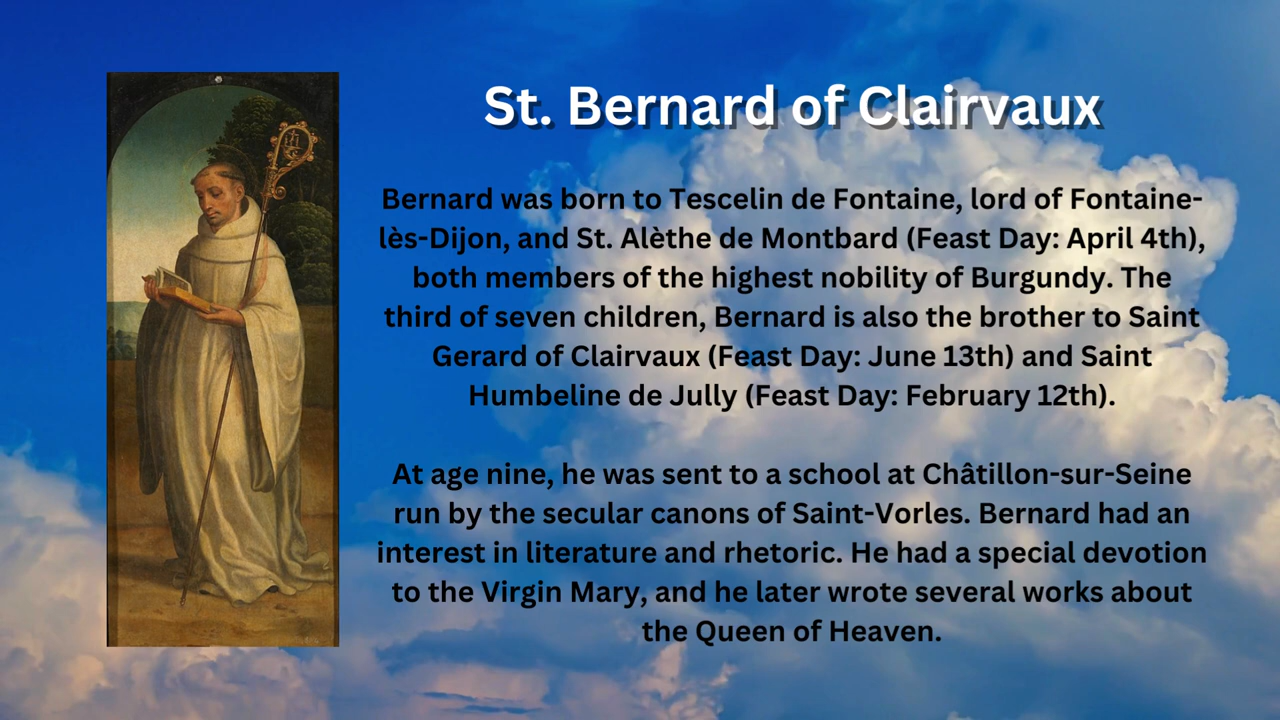 St. Bernard of Clairvaux
Bernard was born to Tescelin de Fontaine, lord of Fontaine-
lès-Dijon, and St. Alèthe de Montbard (Feast Day: April 4th),
both members of the highest nobility of Burgundy. The
third of seven children, Bernard is also the brother to Saint
Gerard of Clairvaux (Feast Day: June 13th) and Saint
Humbeline de Jully (Feast Day: February 12th).
At age nine, he was sent to a school at Châtillon-sur-Seine
run by the secular canons of Saint-Vorles. Bernard had an
interest in literature and rhetoric. He had a special devotion
to the Virgin Mary, and he later wrote several works about
the Queen of Heaven.